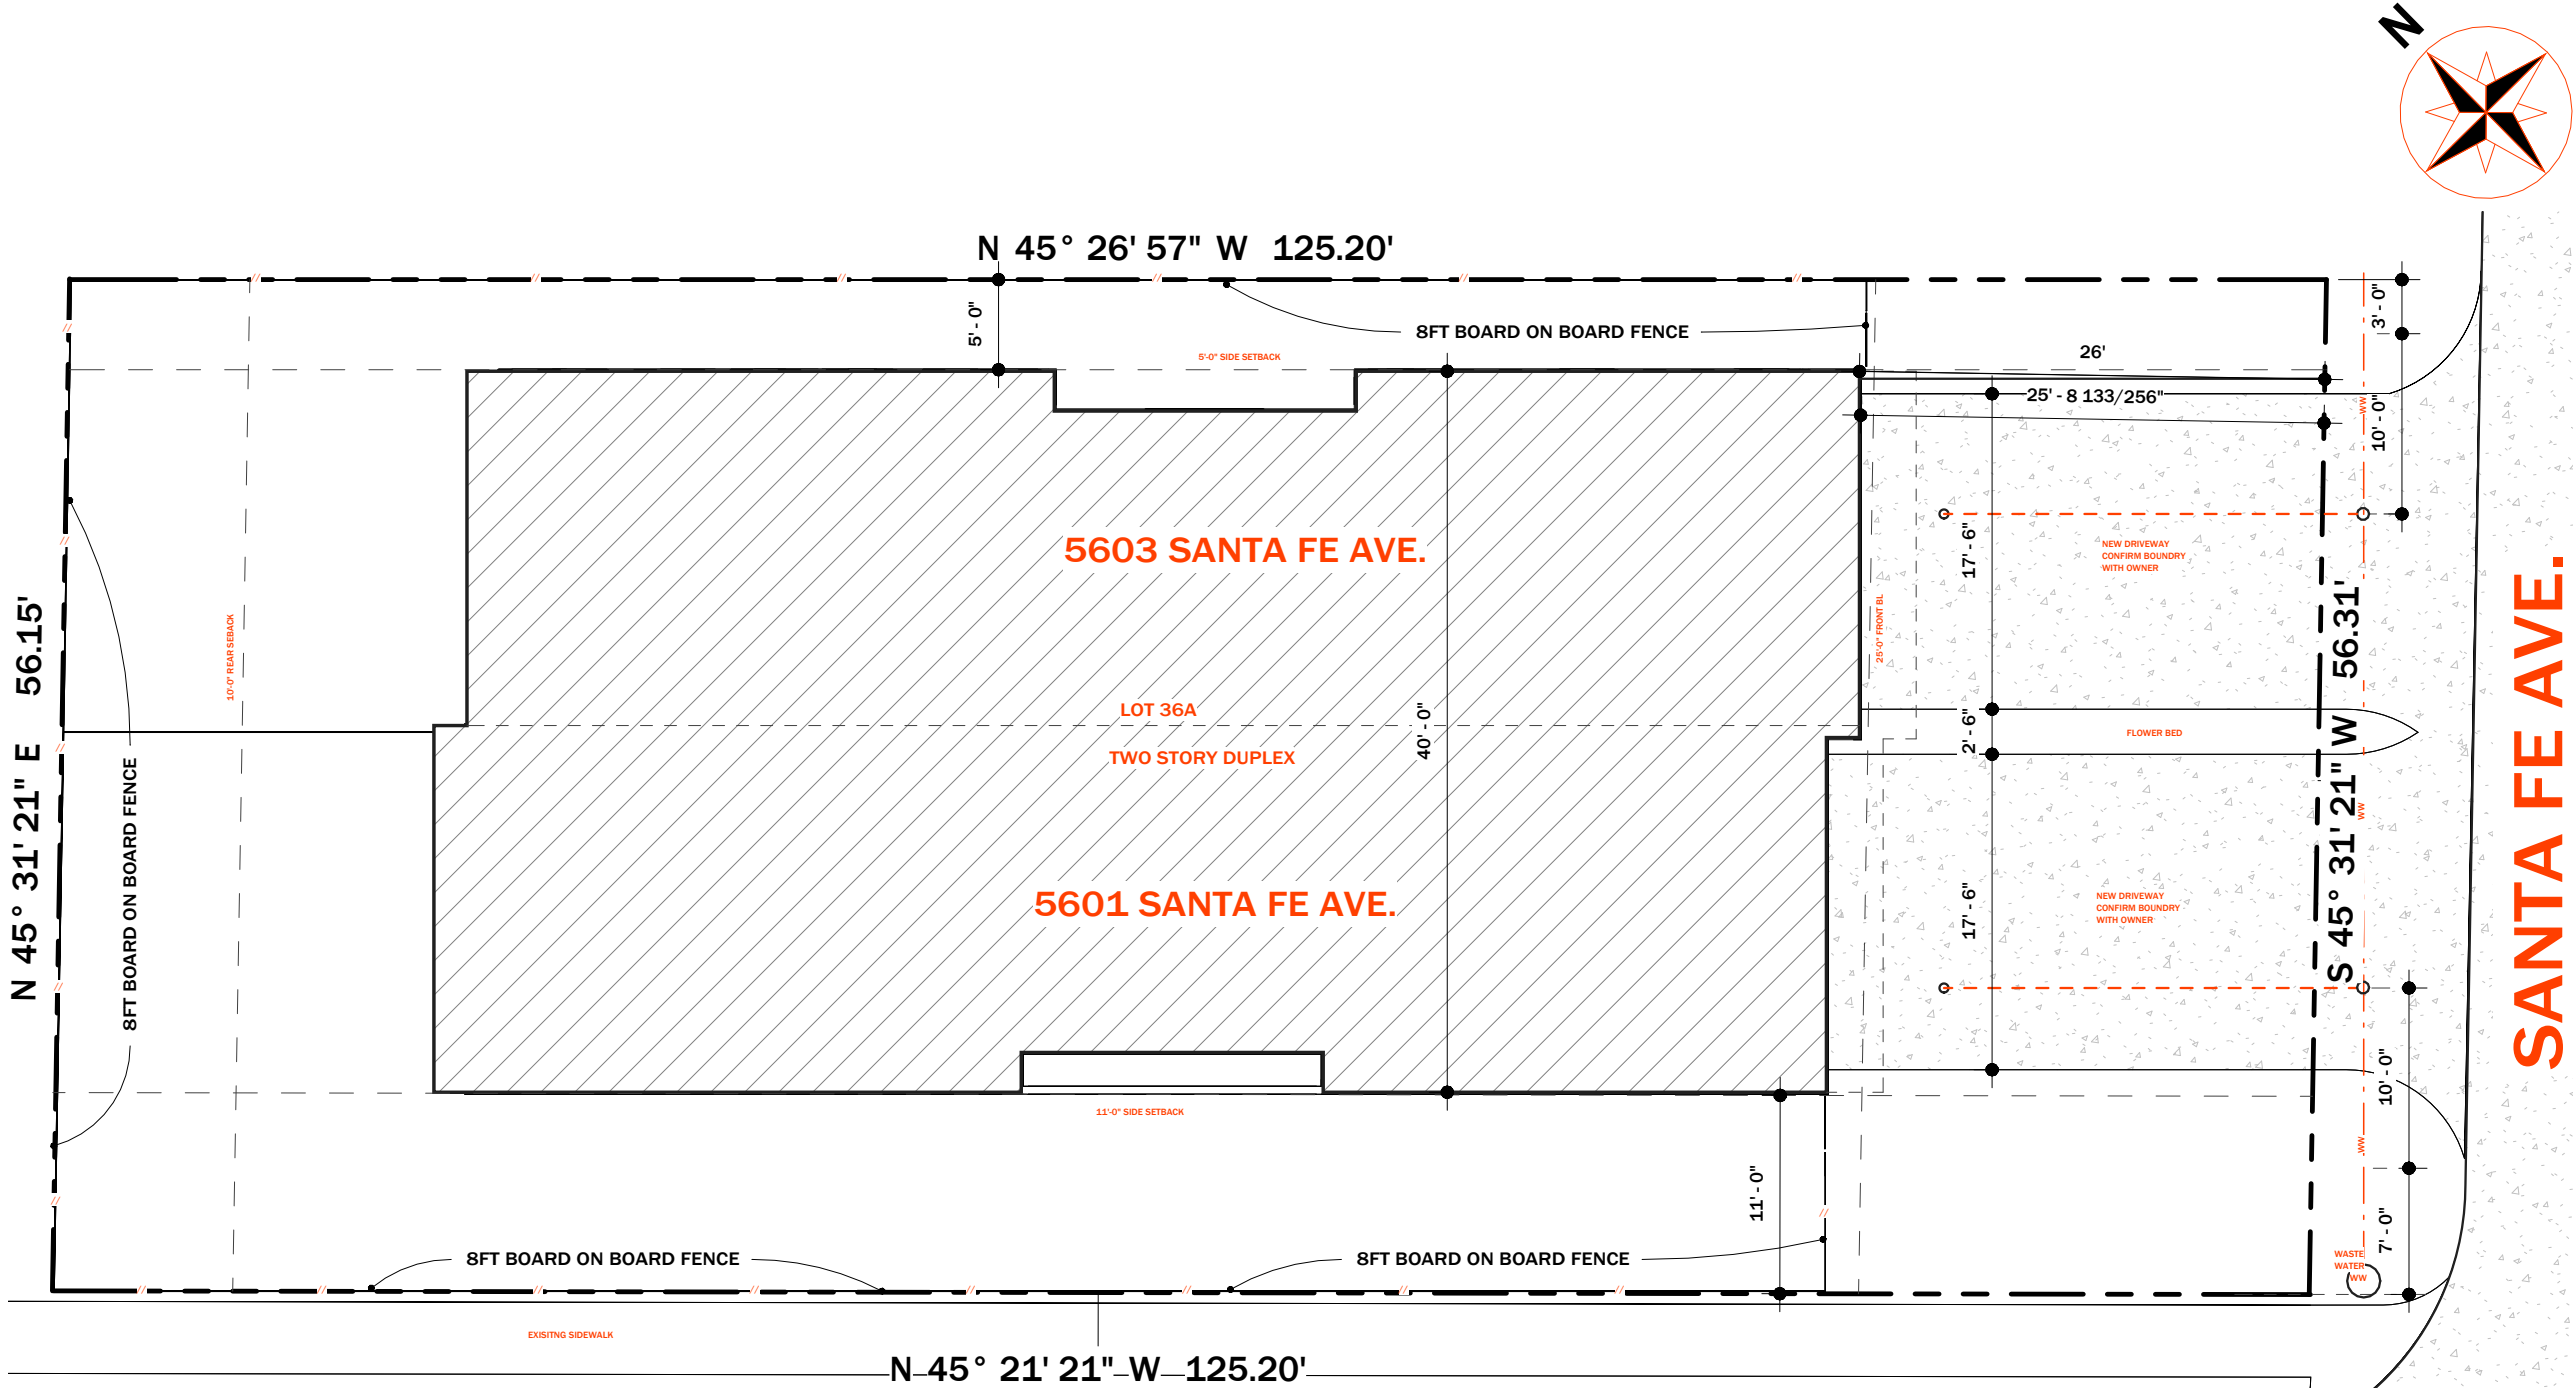 N
N 45° 26' 57" W 125.20'
5' - 0"
8FT BOARD ON BOARD FENCE
5'-0" SIDE SETBACK
3' - 0"
26'
25' - 8 133/256"
WW
10' - 0"
5603 SANTA FE AVE.
17' - 6"
NEW DRIVEWAY
CONFIRM BOUNDRY
WITH OWNER
25'-0" FRONT BL
10'-0" REAR SEBACK
N 45° 31' 21" E 56.15'
8FT BOARD ON BOARD FENCE
LOT 36A
TWO STORY DUPLEX
40' - 0"
2' - 6"
FLOWER BED
S 45° 31' 21" W 56.31'
SANTA FE AVE.
WW
5601 SANTA FE AVE.
17' - 6"
NEW DRIVEWAY
CONFIRM BOUNDRY
WITH OWNER
10' - 0"
11'-0" SIDE SETBACK
WW
11' - 0"
7' - 0"
8FT BOARD ON BOARD FENCE
8FT BOARD ON BOARD FENCE
WASTE
WATER
WW
EXISITNG SIDEWALK
N 45° 21' 21" W 125.20'